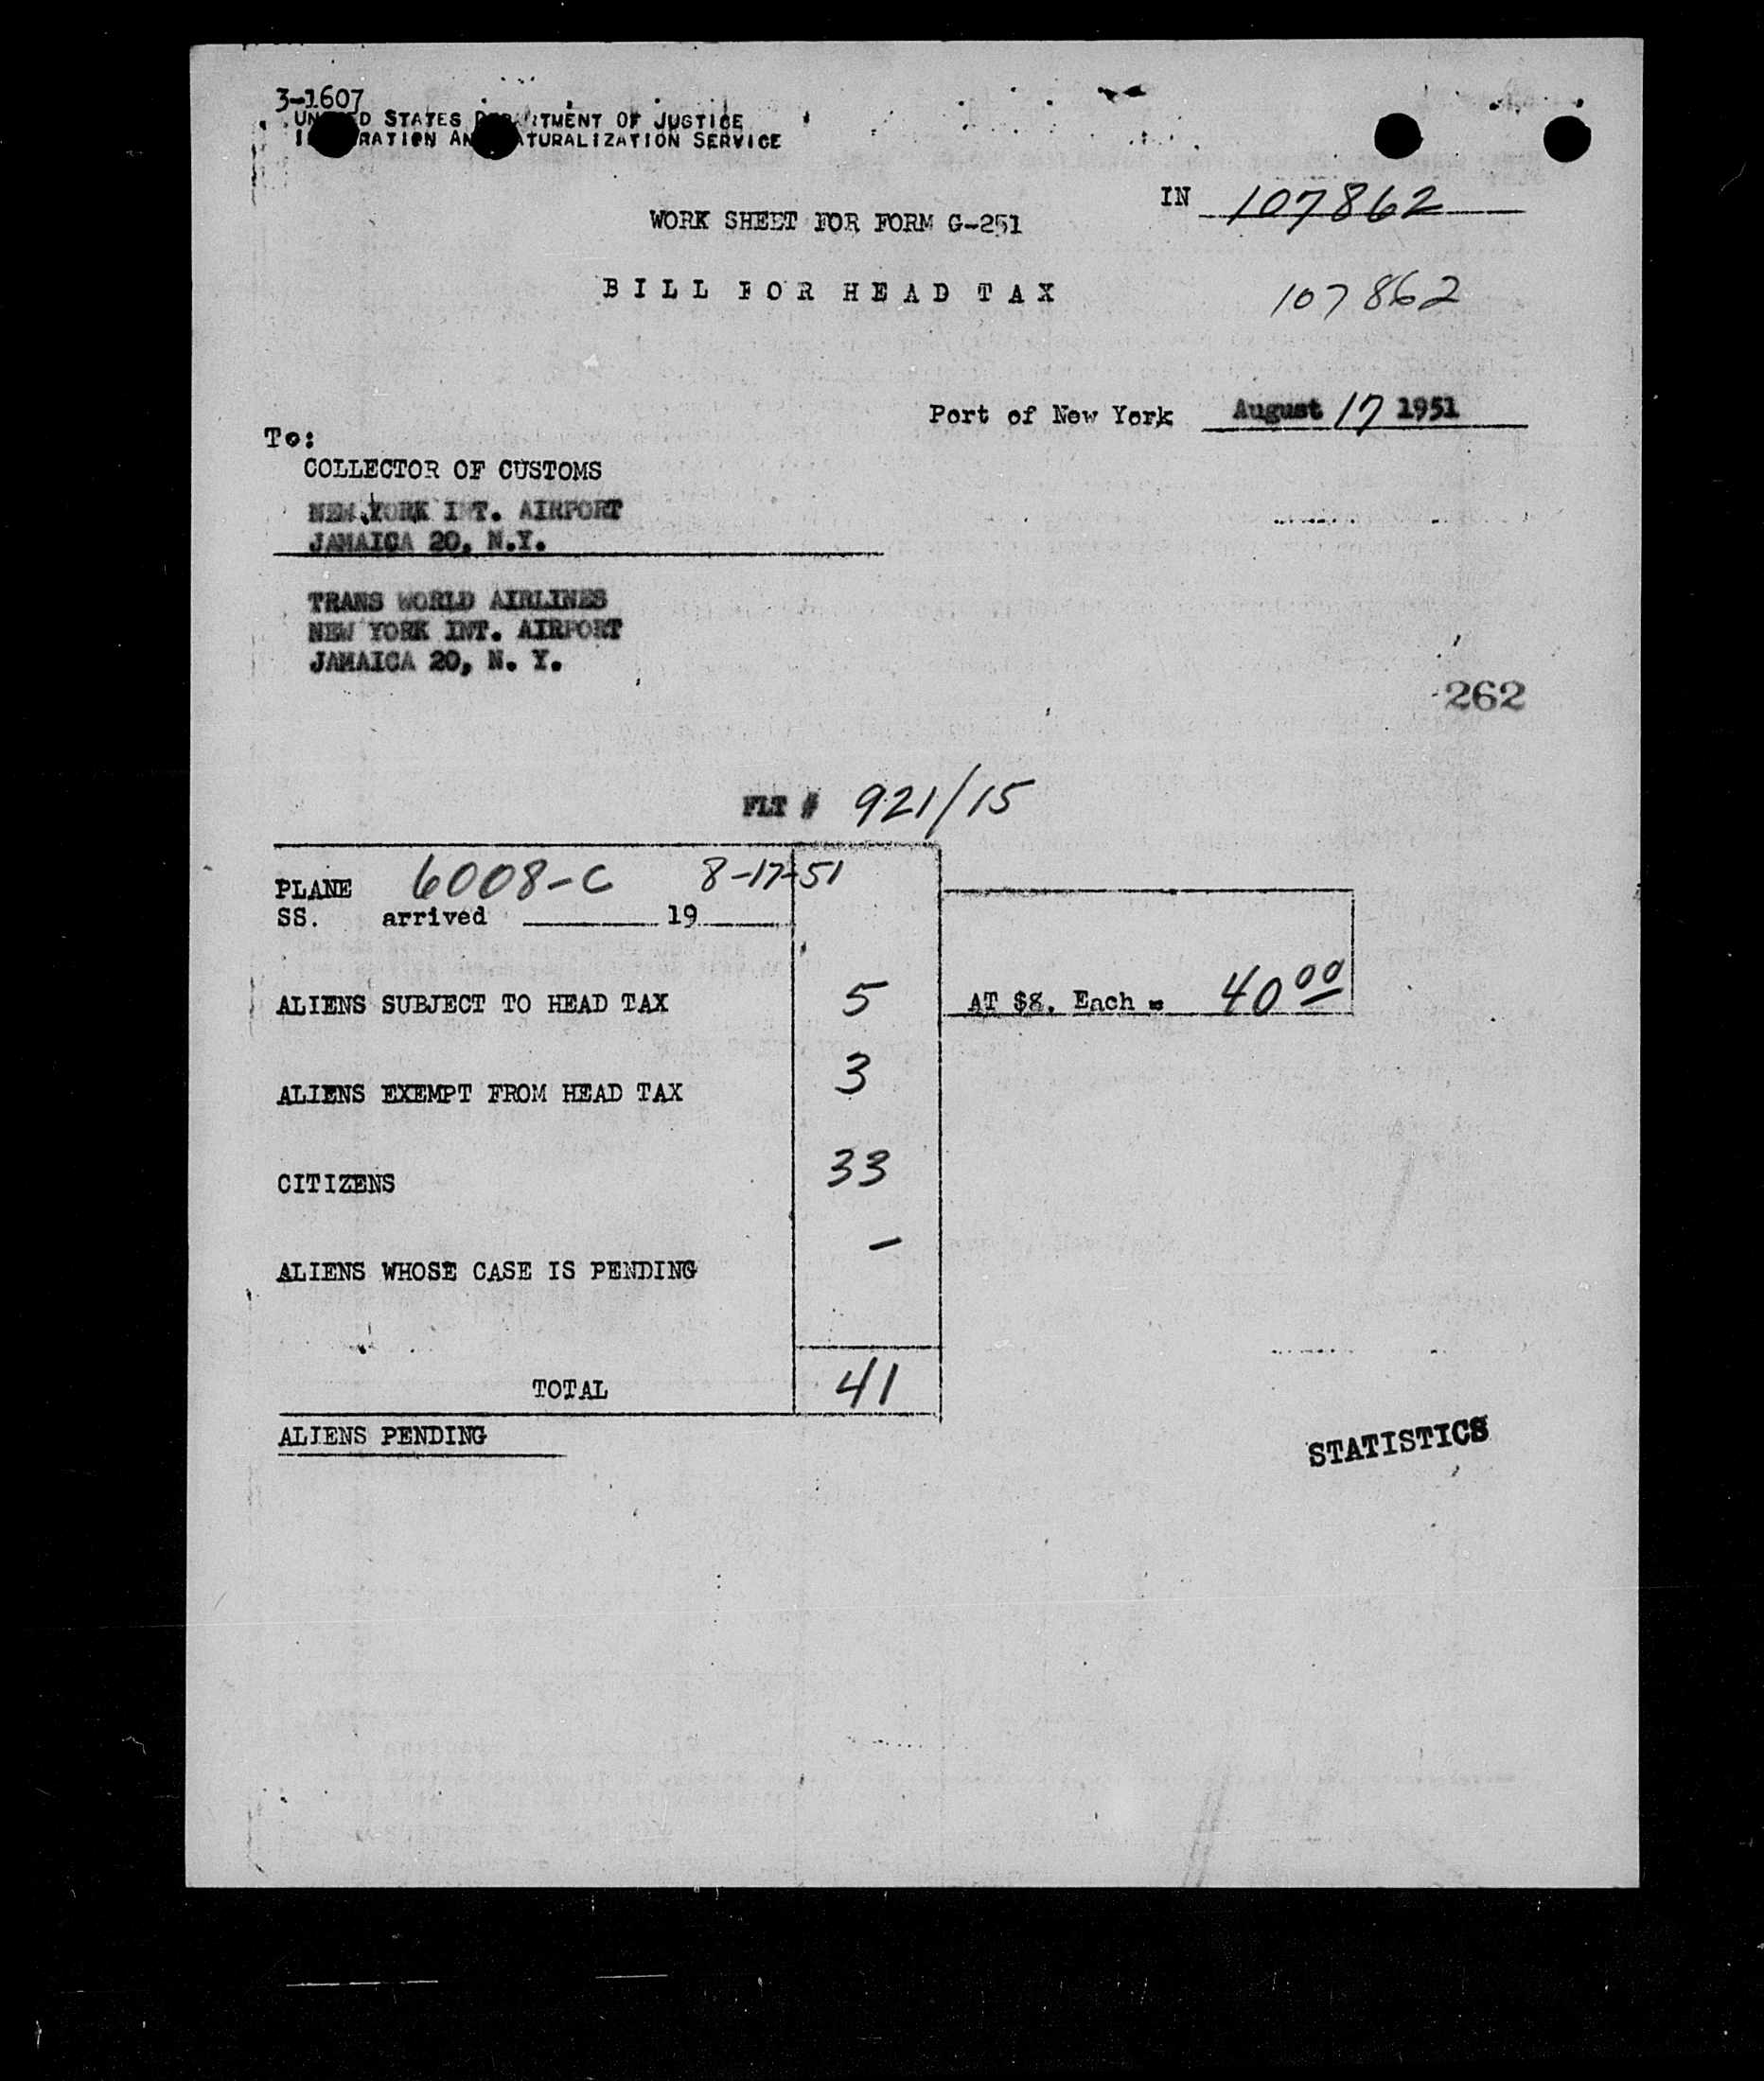 3-1607
UNITED STATES DEPARTMENT OF JUSTICE
IMMIGRATION AND NATURALIZATION SERVICE
IN 107862
WORK SHEET FOR FORM G-251
BILL FOR HEAD TAX
107862
Port of New York August 17 1951
To:
COLLECTOR OF CUSTOMS
NEW YORK INT. AIRPORT
JAMAICA 20, N.Y.
TRANS WORLD AIRLINES
NEW YORK INT. AIRPORT
JAMAICA 20, N. Y.
262
FLT # 921/15
PLANE 6008-C 8-17-51
SS. arrived 19
ALIENS SUBJECT TO HEAD TAX 5 AT $8. Each = 40 00
ALIENS EXEMPT FROM HEAD TAX 3
CITIZENS 33
ALIENS WHOSE CASE IS PENDING -
TOTAL 41
ALIENS PENDING
STATISTICS